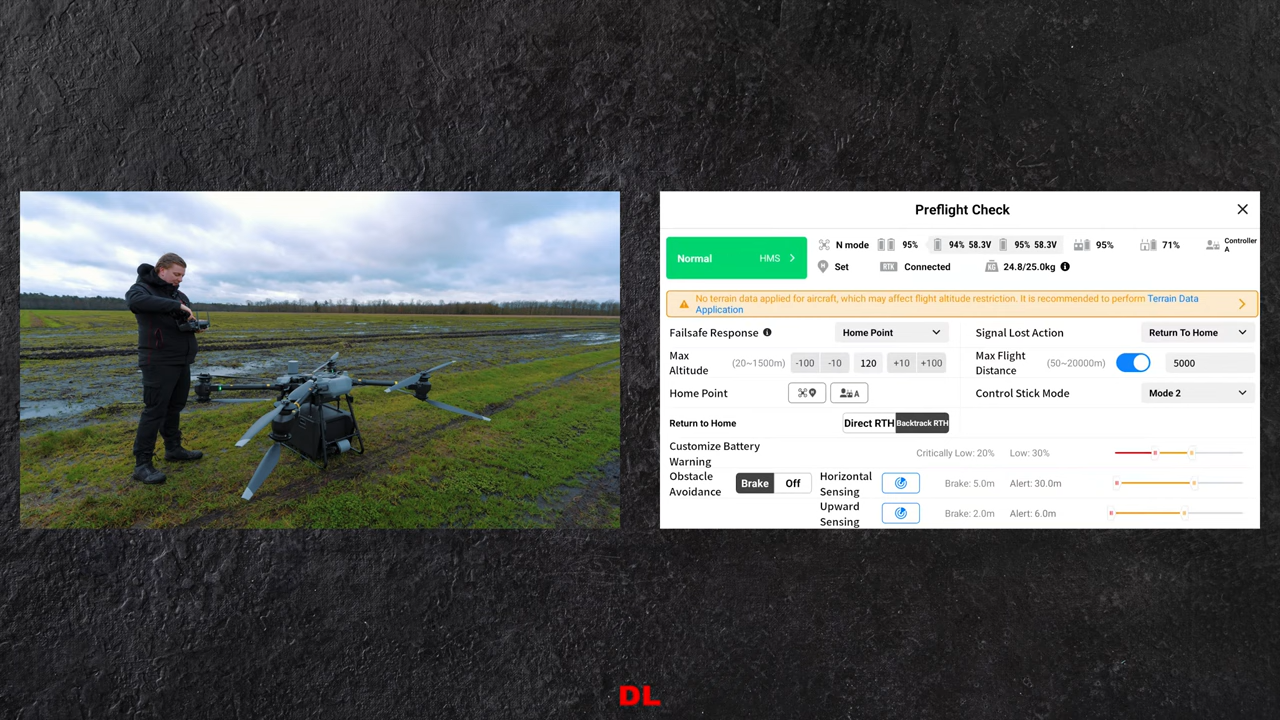 Preflight Check
Normal HMS
N mode 95% 94% 58.3V 95% 58.3V 95% 71% Controller A
Set RTK Connected KG 24.8/25.0kg
No terrain data applied for aircraft, which may affect flight altitude restriction. It is recommended to perform Terrain Data
Application
Failsafe Response Home Point Signal Lost Action Return To Home
Max Altitude (20~1500m) -100 -10 120 +10 +100 Max Flight Distance (50~20000m) 5000
Home Point A Control Stick Mode Mode 2
Return to Home Direct RTH Backtrack RTH
Customize Battery Warning Critically Low: 20% Low: 30%
Obstacle Avoidance Brake Off Horizontal Sensing Brake: 5.0m Alert: 30.0m
Upward Sensing Brake: 2.0m Alert: 6.0m
DL